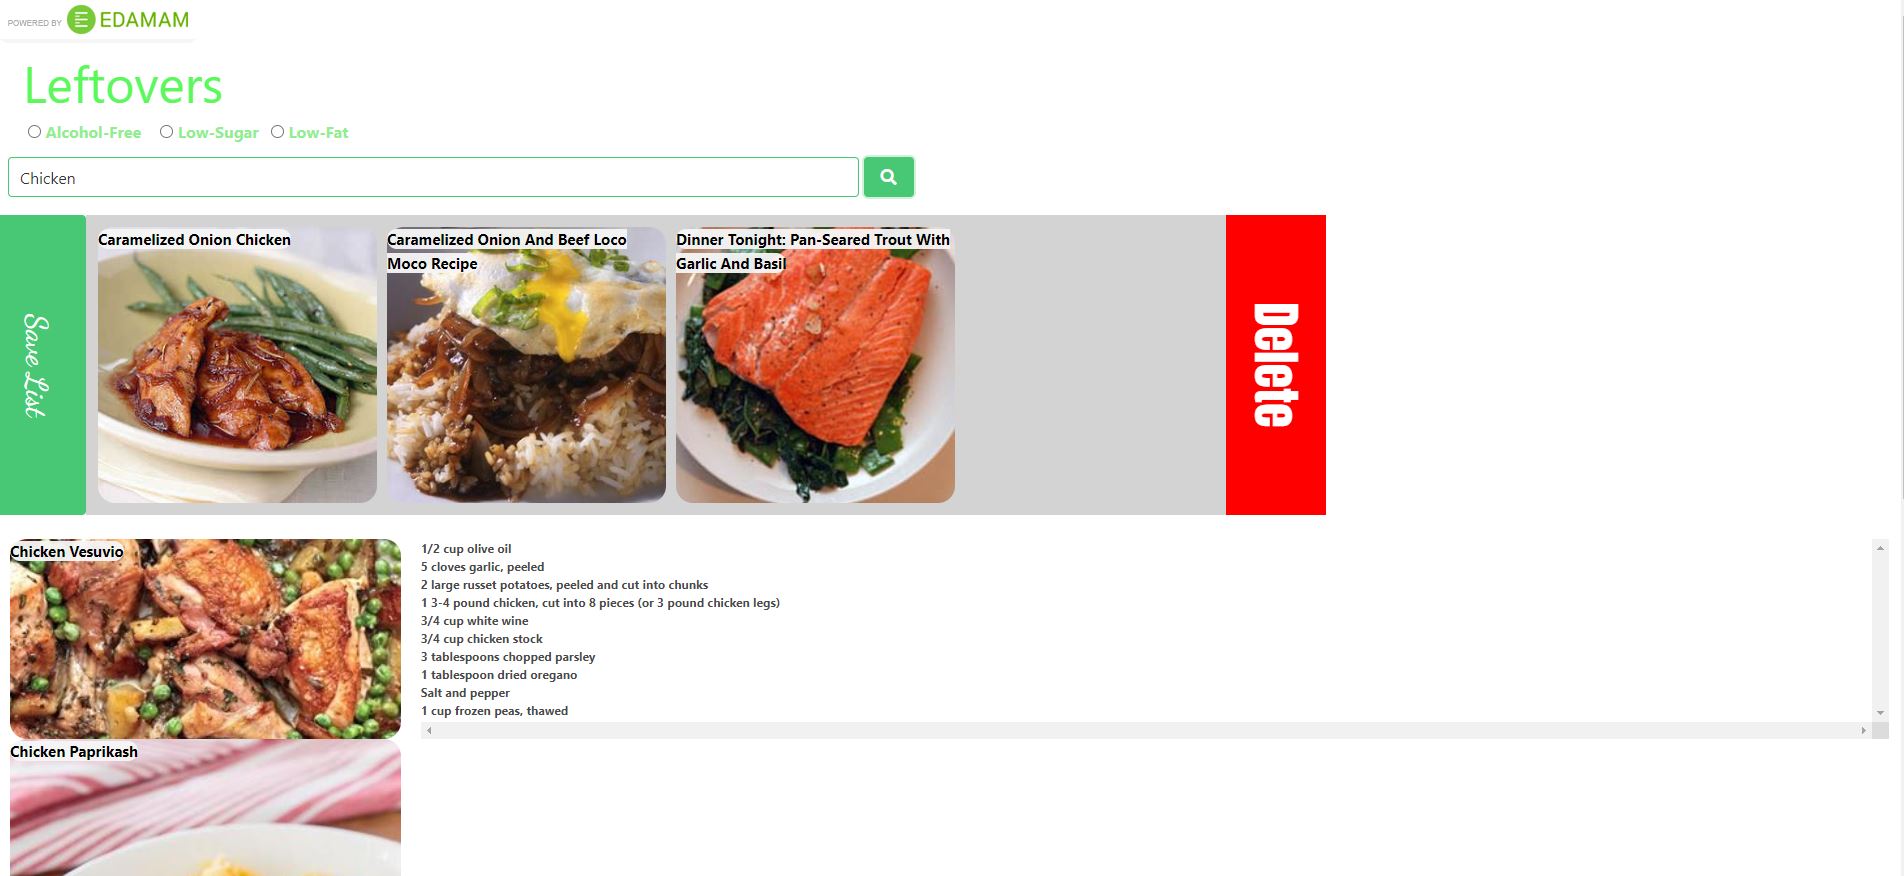 POWERED BY EDAMAM
Leftovers
Alcohol-Free Low-Sugar Low-Fat
Chicken
Save List
Caramelized Onion Chicken
Caramelized Onion And Beef Loco
Moco Recipe
Dinner Tonight: Pan-Seared Trout With
Garlic And Basil
Delete
Chicken Vesuvio
1/2 cup olive oil
5 cloves garlic, peeled
2 large russet potatoes, peeled and cut into chunks
1 3-4 pound chicken, cut into 8 pieces (or 3 pound chicken legs)
3/4 cup white wine
3/4 cup chicken stock
3 tablespoons chopped parsley
1 tablespoon dried oregano
Salt and pepper
1 cup frozen peas, thawed
Chicken Paprikash